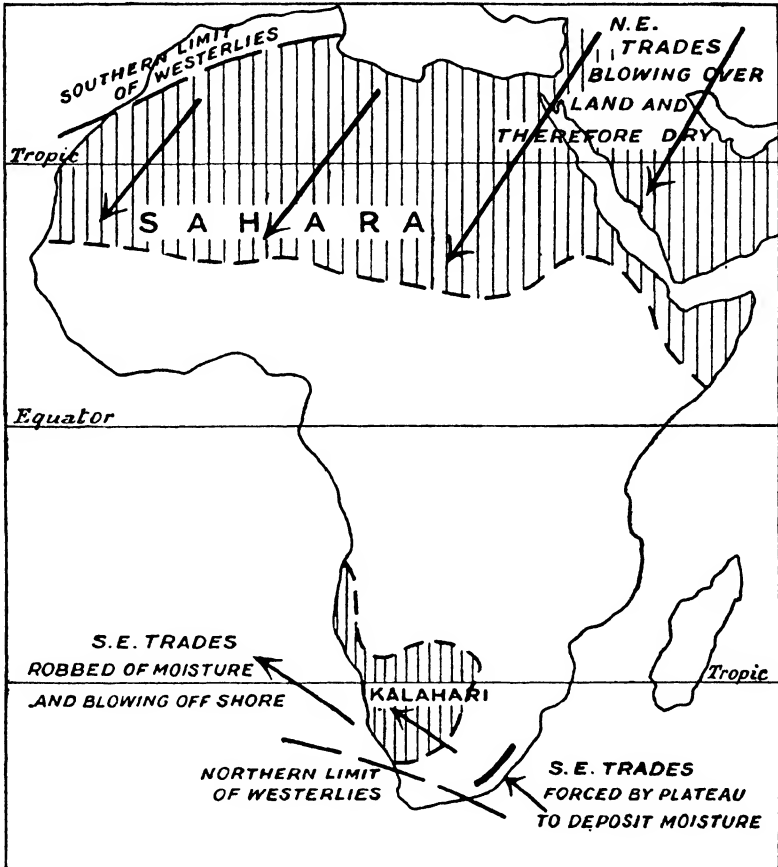 SOUTHERN LIMIT
OF WESTERLIES
N.E.
TRADES
BLOWING OVER
LAND AND
THEREFORE DRY
Tropic
SAHARA
Equator
S.E. TRADES
ROBBED OF MOISTURE
AND BLOWING OFF SHORE
KALAHARI
Tropic
NORTHERN LIMIT
OF WESTERLIES
S.E. TRADES
FORCED BY PLATEAU
TO DEPOSIT MOISTURE